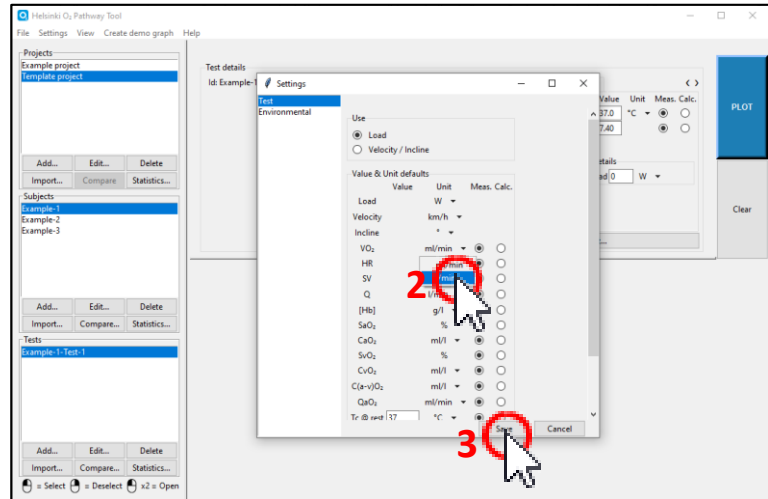 Helsinki O₂ Pathway Tool
File Settings View Create demo graph Help
Projects
Example project
Template project
Add... Edit... Delete
Import... Compare Statistics...
Subjects
Example-1
Example-2
Example-3
Add... Edit... Delete
Import... Compare... Statistics...
Tests
Example-1-Test-1
Add... Edit... Delete
Import... Compare... Statistics...
= Select = Deselect x2 = Open
Test details
Id: Example-1
Settings
Test
Environmental
Use
Load
Velocity / Incline
Value & Unit defaults
Value Unit Meas. Calc.
Load W
Velocity km/h
Incline °
VO₂ ml/min
HR
SV
Q l/min
[Hb] g/l
SaO₂ %
CaO₂ ml/l
SvO₂ %
CvO₂ ml/l
C(a-v)O₂ ml/l
QaO₂ ml/min
Tc @ rest 37 °C
Save Cancel
2
3
< >
Value Unit Meas. Calc.
37.0 °C
7.40
etails
ad 0 W
PLOT
Clear